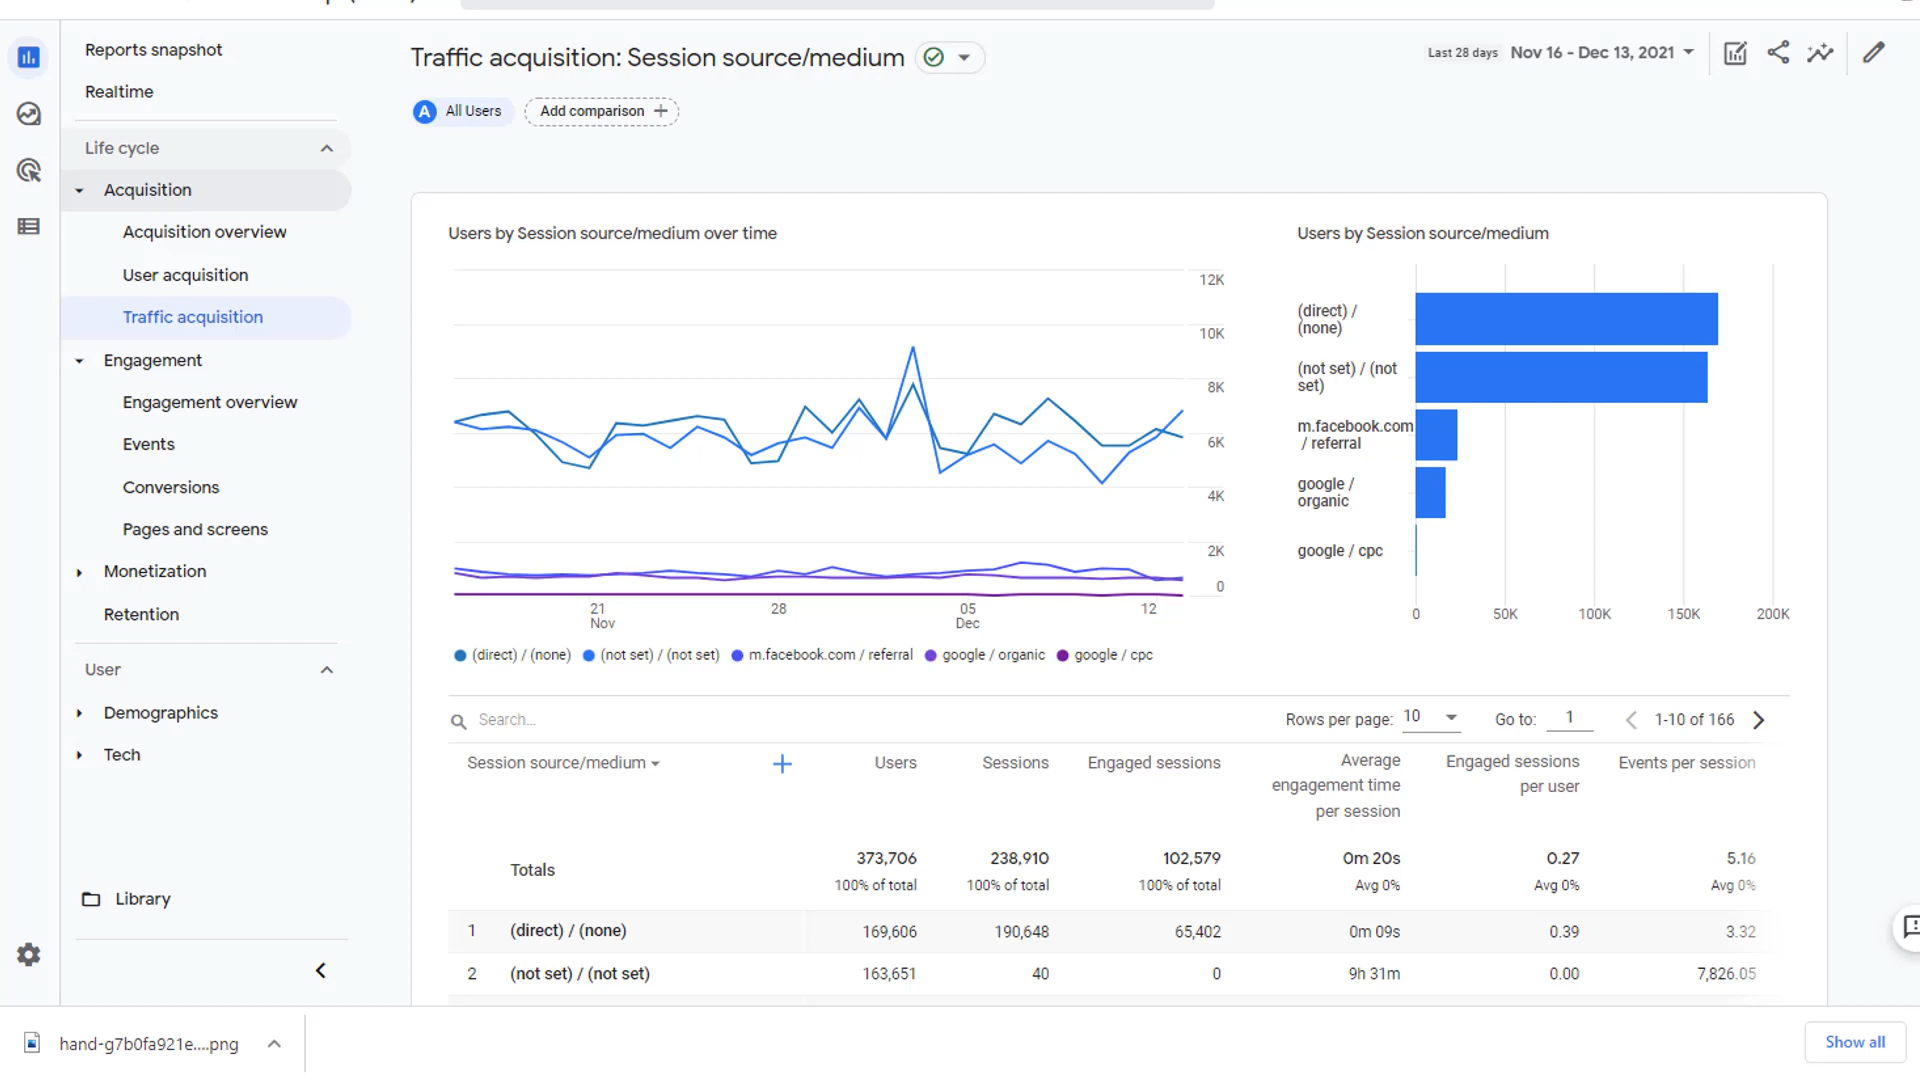 Reports snapshot
Realtime
Life cycle
Acquisition
Acquisition overview
User acquisition
Traffic acquisition
Engagement
Engagement overview
Events
Conversions
Pages and screens
Monetization
Retention
User
Demographics
Tech
Library
Traffic acquisition: Session source/medium
Last 28 days Nov 16 - Dec 13, 2021
A All Users
Add comparison +
Users by Session source/medium over time
12K
10K
8K
6K
4K
2K
0
21 28 05 12
Nov Dec
(direct) / (none) (not set) / (not set) m.facebook.com / referral google / organic google / cpc
Users by Session source/medium
(direct) /
(none)
(not set) / (not
set)
m.facebook.com
/ referral
google /
organic
google / cpc
0 50K 100K 150K 200K
Search...
Rows per page: 10 Go to: 1 1-10 of 166
Session source/medium + Users Sessions Engaged sessions Average Engaged sessions Events per session
engagement time per user
per session
Totals 373,706 238,910 102,579 0m 20s 0.27 5.16
100% of total 100% of total 100% of total Avg 0% Avg 0% Avg 0%
1 (direct) / (none) 169,606 190,648 65,402 0m 09s 0.39 3.32
2 (not set) / (not set) 163,651 40 0 9h 31m 0.00 7,826.05
hand-g7b0fa921e....png
Show all